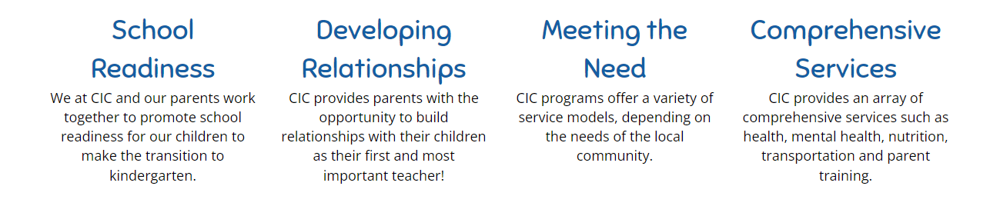 School
Readiness
We at CIC and our parents work
together to promote school
readiness for our children to
make the transition to
kindergarten.
Developing
Relationships
CIC provides parents with the
opportunity to build
relationships with their children
as their first and most
important teacher!
Meeting the
Need
CIC programs offer a variety of
service models, depending on
the needs of the local
community.
Comprehensive
Services
CIC provides an array of
comprehensive services such as
health, mental health, nutrition,
transportation and parent
training.